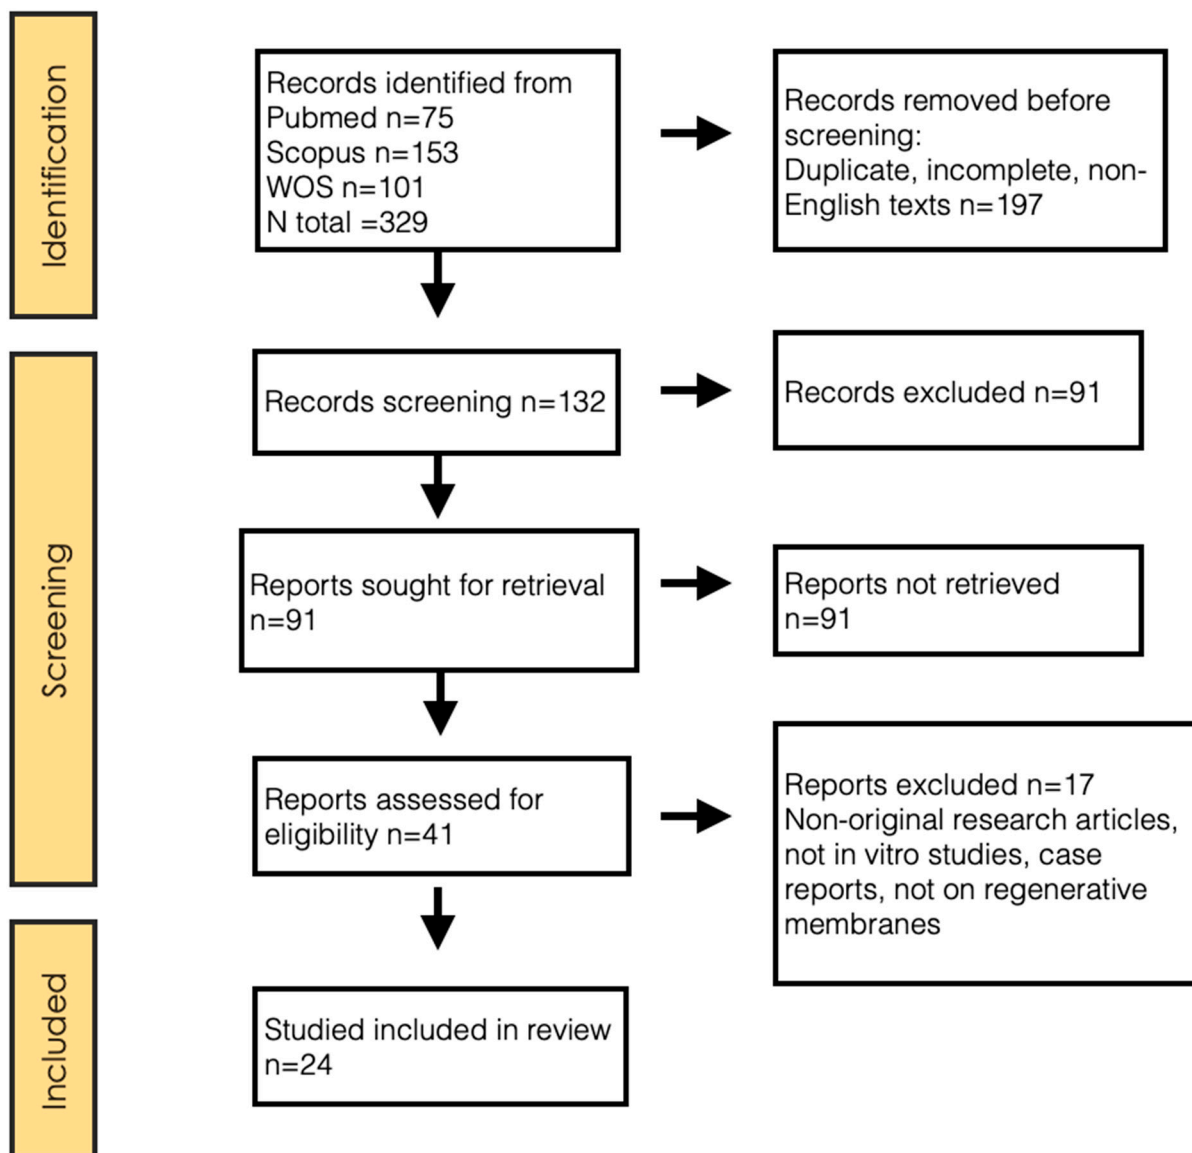 Identification
Records identified from
Pubmed n=75
Scopus n=153
WOS n=101
N total =329
Records removed before
screening:
Duplicate, incomplete, non-
English texts n=197
Screening
Records screening n=132
Records excluded n=91
Reports sought for retrieval
n=91
Reports not retrieved
n=91
Reports assessed for
eligibility n=41
Reports excluded n=17
Non-original research articles,
not in vitro studies, case
reports, not on regenerative
membranes
Included
Studied included in review
n=24